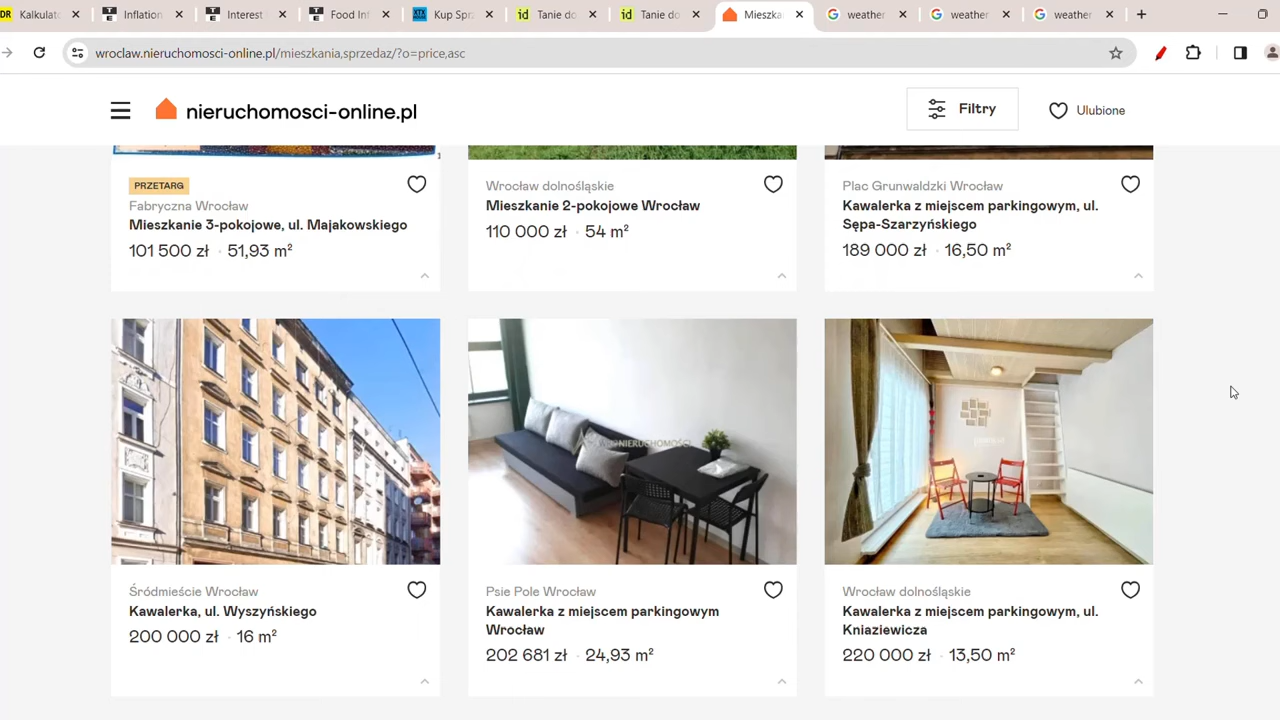 Kalkulato
Inflation
Interest
Food Inf
Kup Sprz
Tanie do
Tanie do
Mieszka
weather
weather
weather
wroclaw.nieruchomosci-online.pl/mieszkania,sprzedaz/?o=price,asc
nieruchomosci-online.pl
Filtry
Ulubione
PRZETARG
Fabryczna Wrocław
Mieszkanie 3-pokojowe, ul. Majakowskiego
101 500 zł · 51,93 m²
Wrocław dolnośląskie
Mieszkanie 2-pokojowe Wrocław
110 000 zł · 54 m²
Plac Grunwaldzki Wrocław
Kawalerka z miejscem parkingowym, ul.
Sępa-Szarzyńskiego
189 000 zł · 16,50 m²
Śródmieście Wrocław
Kawalerka, ul. Wyszyńskiego
200 000 zł · 16 m²
Psie Pole Wrocław
Kawalerka z miejscem parkingowym
Wrocław
202 681 zł · 24,93 m²
Wrocław dolnośląskie
Kawalerka z miejscem parkingowym, ul.
Kniaziewicza
220 000 zł · 13,50 m²